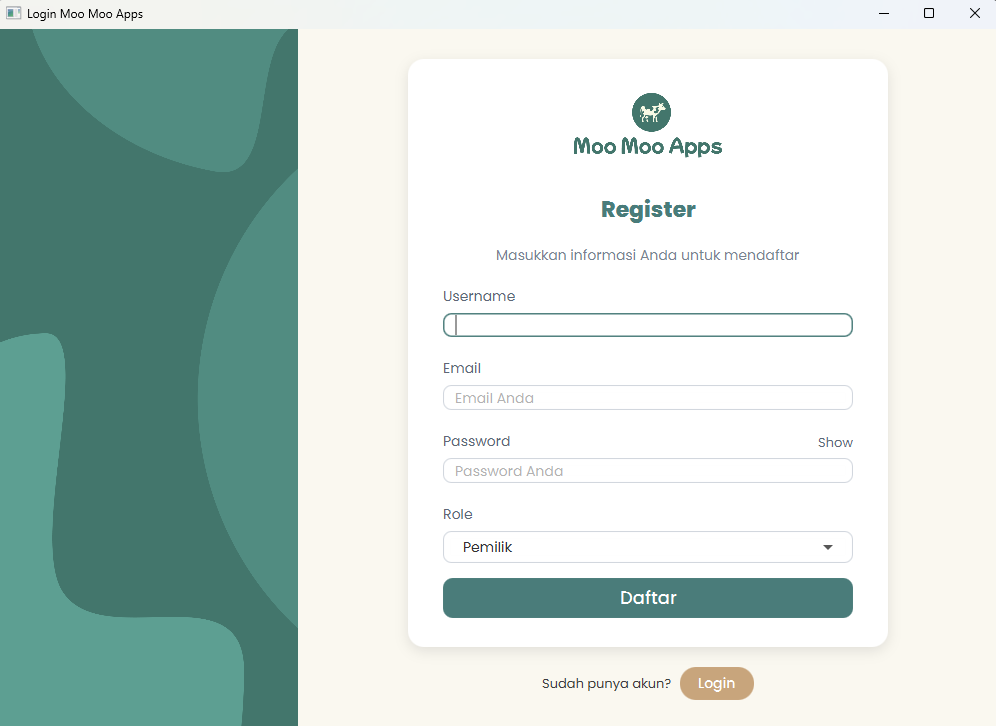 Login Moo Moo Apps
Moo Moo Apps
Register
Masukkan informasi Anda untuk mendaftar
Username
Email
Email Anda
Password
Show
Password Anda
Role
Pemilik
Daftar
Sudah punya akun?
Login